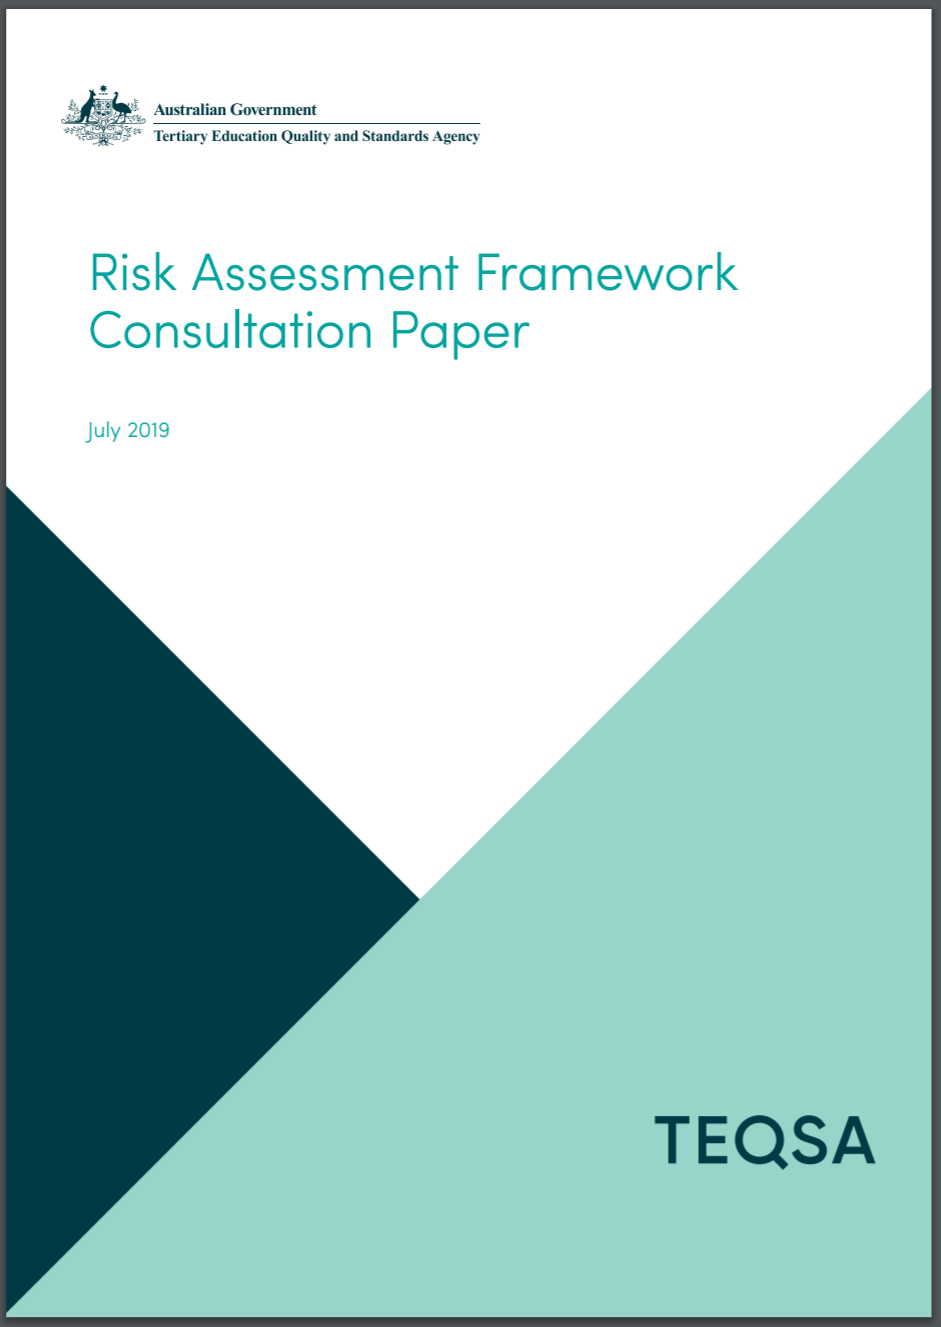 Australian Government
Tertiary Education Quality and Standards Agency
Risk Assessment Framework
Consultation Paper
July 2019
TEQSA